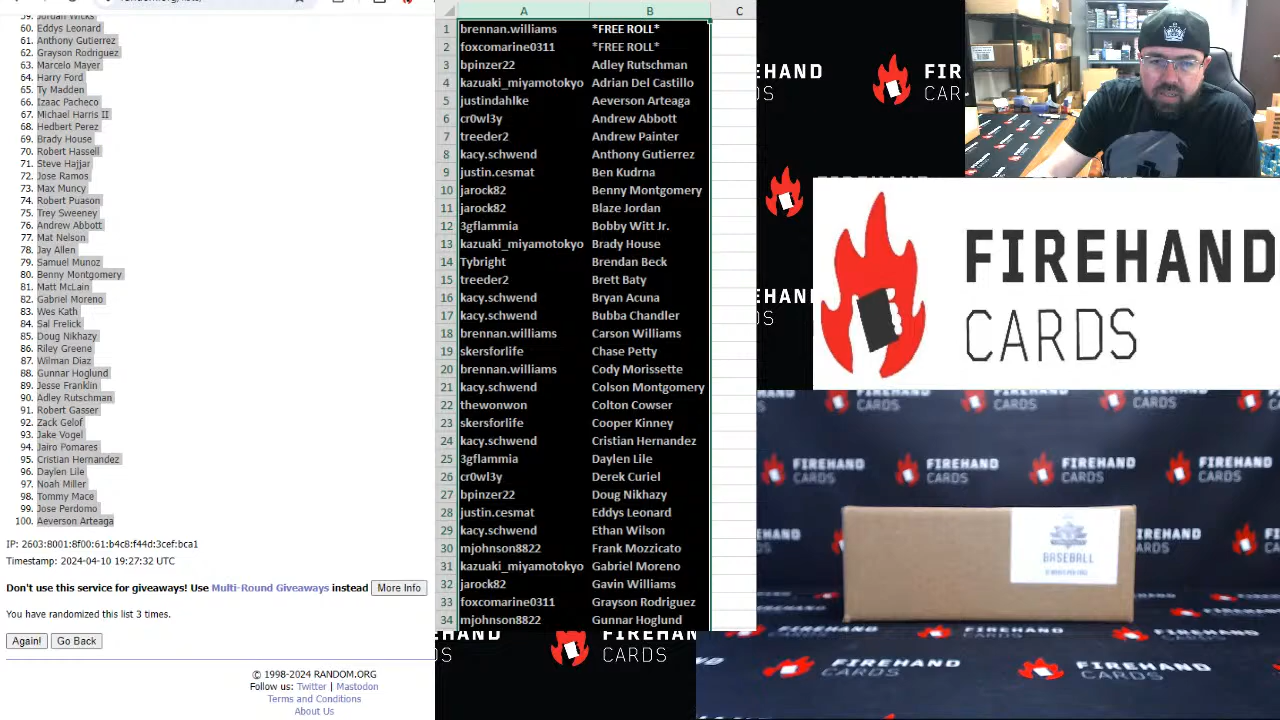 59. Jordan Wicks
60. Eddys Leonard
61. Anthony Gutierrez
62. Grayson Rodriguez
63. Marcelo Mayer
64. Harry Ford
65. Ty Madden
66. Izaac Pacheco
67. Michael Harris II
68. Hedbert Perez
69. Brady House
70. Robert Hassell
71. Steve Hajjar
72. Jose Ramos
73. Max Muncy
74. Robert Puason
75. Trey Sweeney
76. Andrew Abbott
77. Mat Nelson
78. Jay Allen
79. Samuel Munoz
80. Benny Montgomery
81. Matt McLain
82. Gabriel Moreno
83. Wes Kath
84. Sal Frelick
85. Doug Nikhazy
86. Riley Greene
87. Wilman Diaz
88. Gunnar Hoglund
89. Jesse Franklin
90. Adley Rutschman
91. Robert Gasser
92. Zack Gelof
93. Jake Vogel
94. Jairo Pomares
95. Cristian Hernandez
96. Daylen Lile
97. Noah Miller
98. Tommy Mace
99. Jose Perdomo
100. Aeverson Arteaga
IP: 2603:8001:8f00:61:b4c8:f44d:3cef:bca1
Timestamp: 2024-04-10 19:27:32 UTC
Don't use this service for giveaways! Use Multi-Round Giveaways instead More Info
You have randomized this list 3 times.
Again! Go Back
© 1998-2024 RANDOM.ORG
Follow us: Twitter | Mastodon
Terms and Conditions
About Us
A B C
1 brennan.williams *FREE ROLL*
2 foxcomarine0311 *FREE ROLL*
3 bpinzer22 Adley Rutschman
4 kazuaki_miyamotokyo Adrian Del Castillo
5 justindahlke Aeverson Arteaga
6 cr0wl3y Andrew Abbott
7 treeder2 Andrew Painter
8 kacy.schwend Anthony Gutierrez
9 justin.cesmat Ben Kudrna
10 jarock82 Benny Montgomery
11 jarock82 Blaze Jordan
12 3gflammia Bobby Witt Jr.
13 kazuaki_miyamotokyo Brady House
14 Tybright Brendan Beck
15 treeder2 Brett Baty
16 kacy.schwend Bryan Acuna
17 kacy.schwend Bubba Chandler
18 brennan.williams Carson Williams
19 skersforlife Chase Petty
20 brennan.williams Cody Morissette
21 kacy.schwend Colson Montgomery
22 thewonwon Colton Cowser
23 skersforlife Cooper Kinney
24 kacy.schwend Cristian Hernandez
25 3gflammia Daylen Lile
26 cr0wl3y Derek Curiel
27 bpinzer22 Doug Nikhazy
28 justin.cesmat Eddys Leonard
29 kacy.schwend Ethan Wilson
30 mjohnson8822 Frank Mozzicato
31 kazuaki_miyamotokyo Gabriel Moreno
32 jarock82 Gavin Williams
33 foxcomarine0311 Grayson Rodriguez
34 mjohnson8822 Gunnar Hoglund
FIREHAND
CARDS
BASEBALL
FIREHAND
CARDS